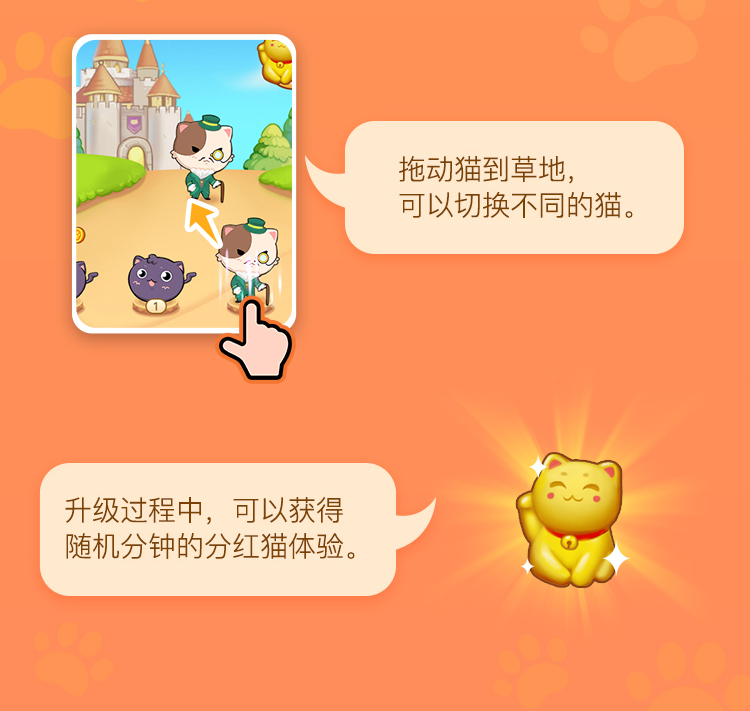 拖动猫到草地，
可以切换不同的猫。
1
升级过程中，可以获得
随机分钟的分红猫体验。